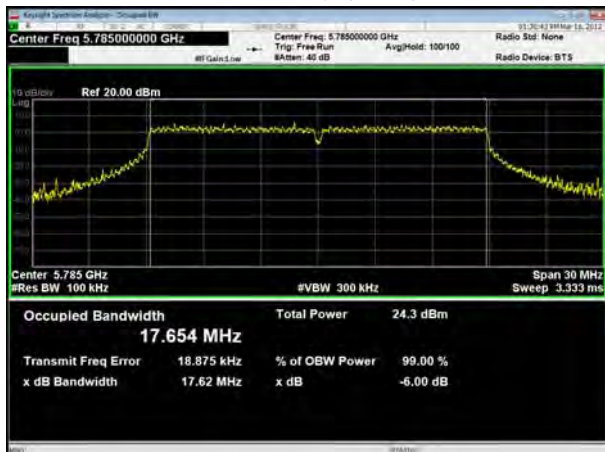 Keysight Spectrum Analyzer - Occupied BW
Center Freq 5.785000000 GHz
Center Freq: 5.785000000 GHz
Radio Std: None
Trig: Free Run
Avg|Hold: 100/100
#IFGain:Low
#Atten: 40 dB
Radio Device: BTS
10 dB/div
Ref 20.00 dBm
Log
Center 5.785 GHz
Span 30 MHz
#Res BW 100 kHz
#VBW 300 kHz
Sweep 3.333 ms
Occupied Bandwidth
Total Power
24.3 dBm
17.654 MHz
Transmit Freq Error
18.875 kHz
% of OBW Power
99.00 %
x dB Bandwidth
17.62 MHz
x dB
-6.00 dB
MSG
STATUS